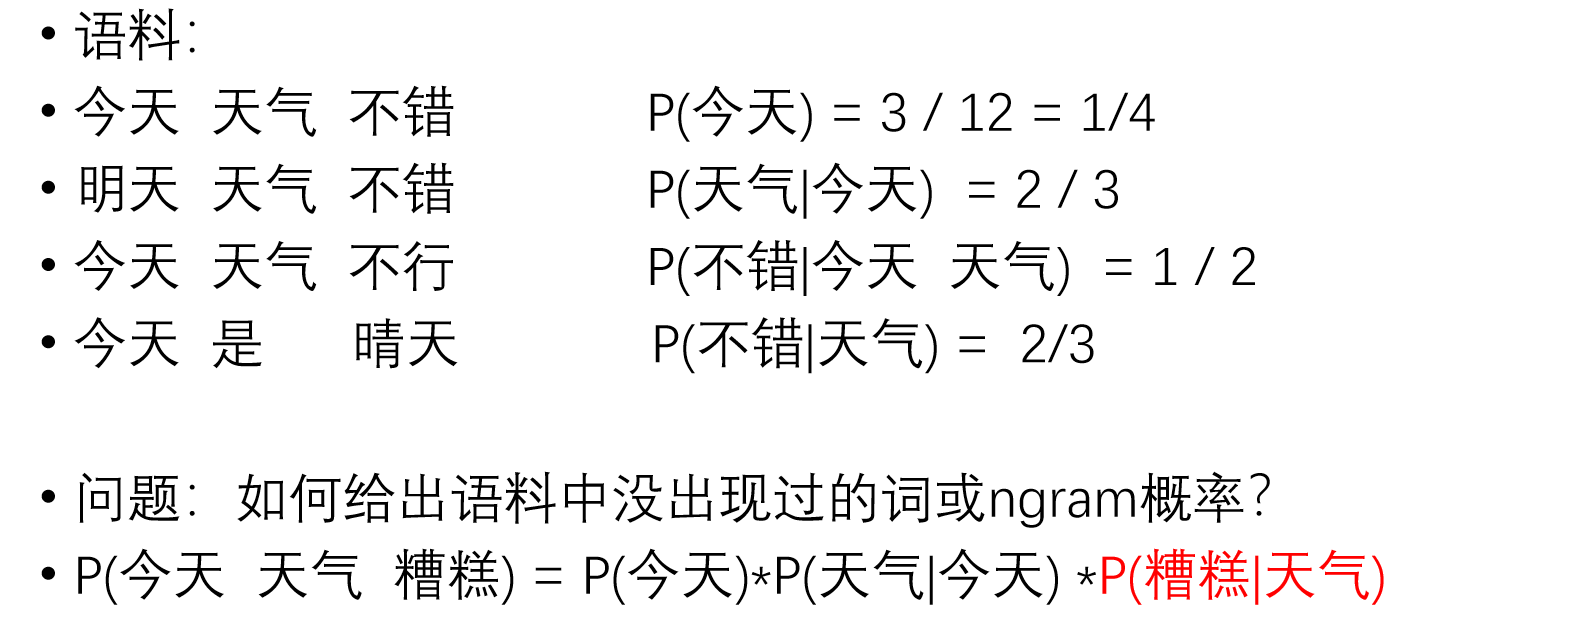 • 语料：
• 今天 天气 不错 P(今天) = 3 / 12 = 1/4
• 明天 天气 不错 P(天气|今天) = 2 / 3
• 今天 天气 不行 P(不错|今天 天气) = 1 / 2
• 今天 是 晴天 P(不错|天气) = 2/3
• 问题： 如何给出语料中没出现过的词或ngram概率？
• P(今天 天气 糟糕) = P(今天)*P(天气|今天) *P(糟糕|天气)